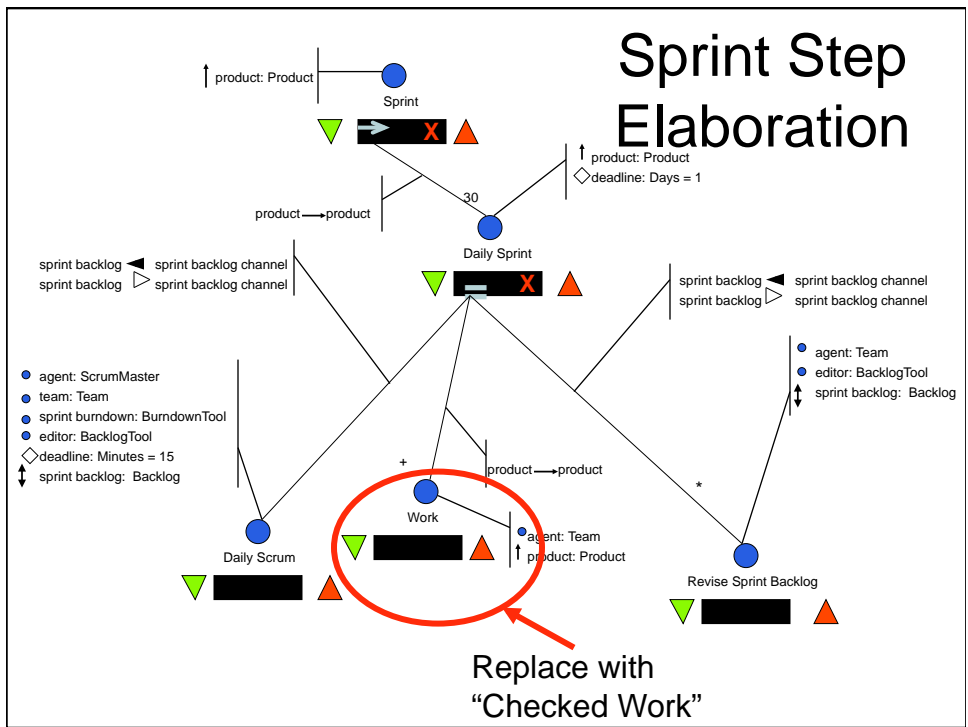 Sprint Step
Elaboration
product: Product
Sprint
X
product: Product
deadline: Days = 1
30
product product
Daily Sprint
X
sprint backlog sprint backlog channel
sprint backlog sprint backlog channel
sprint backlog sprint backlog channel
sprint backlog sprint backlog channel
agent: Team
editor: BacklogTool
sprint backlog: Backlog
agent: ScrumMaster
team: Team
sprint burndown: BurndownTool
editor: BacklogTool
deadline: Minutes = 15
sprint backlog: Backlog
+
product product
*
Work
agent: Team
product: Product
Daily Scrum
Revise Sprint Backlog
Replace with
“Checked Work”